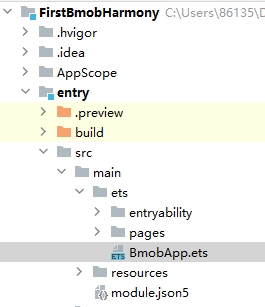 FirstBmobHarmony C:\Users\86135\D
.hvigor
.idea
AppScope
entry
.preview
build
src
main
ets
entryability
pages
ETS BmobApp.ets
resources
module.json5